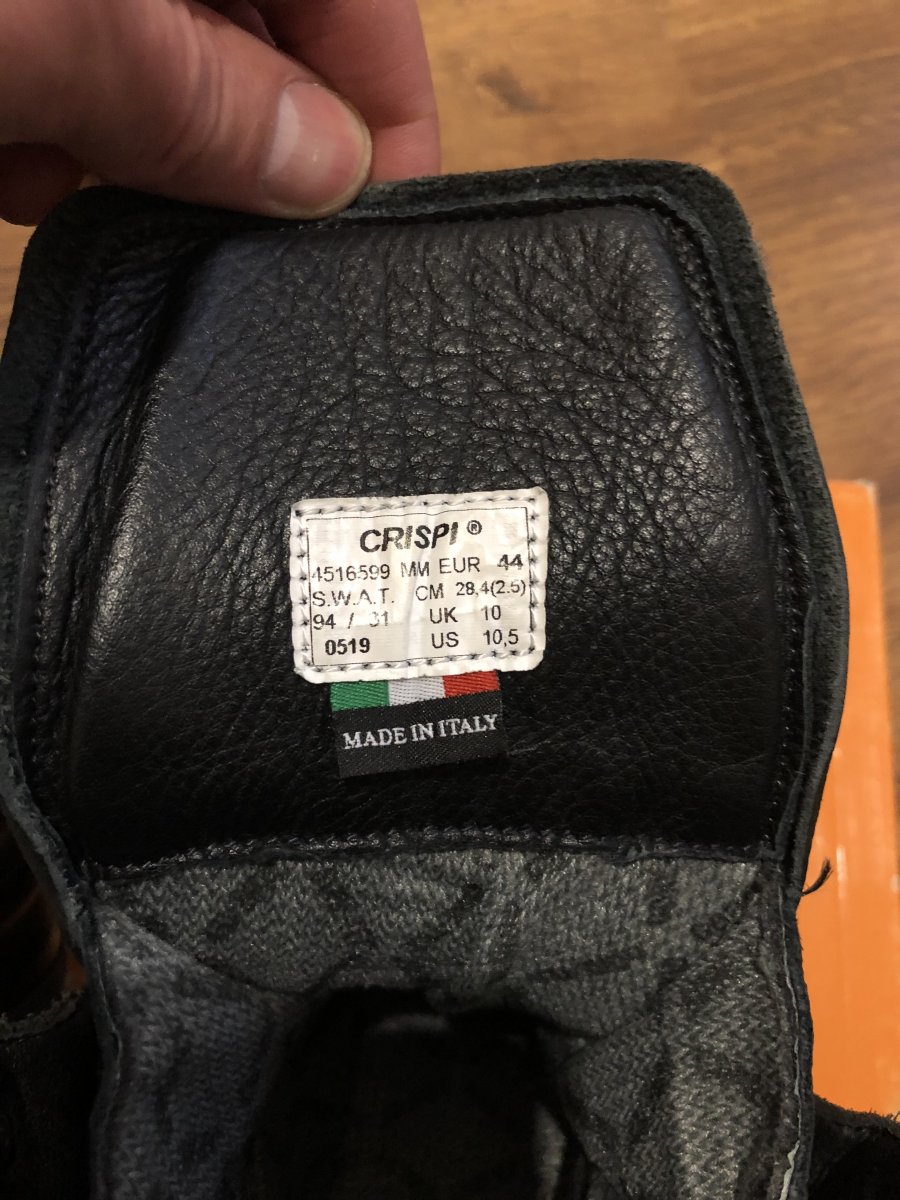 CRISPI ®
4516599 MM EUR 44
S.W.A.T. CM 28,4(2.5)
94 / 31 UK 10
0519 US 10,5
MADE IN ITALY